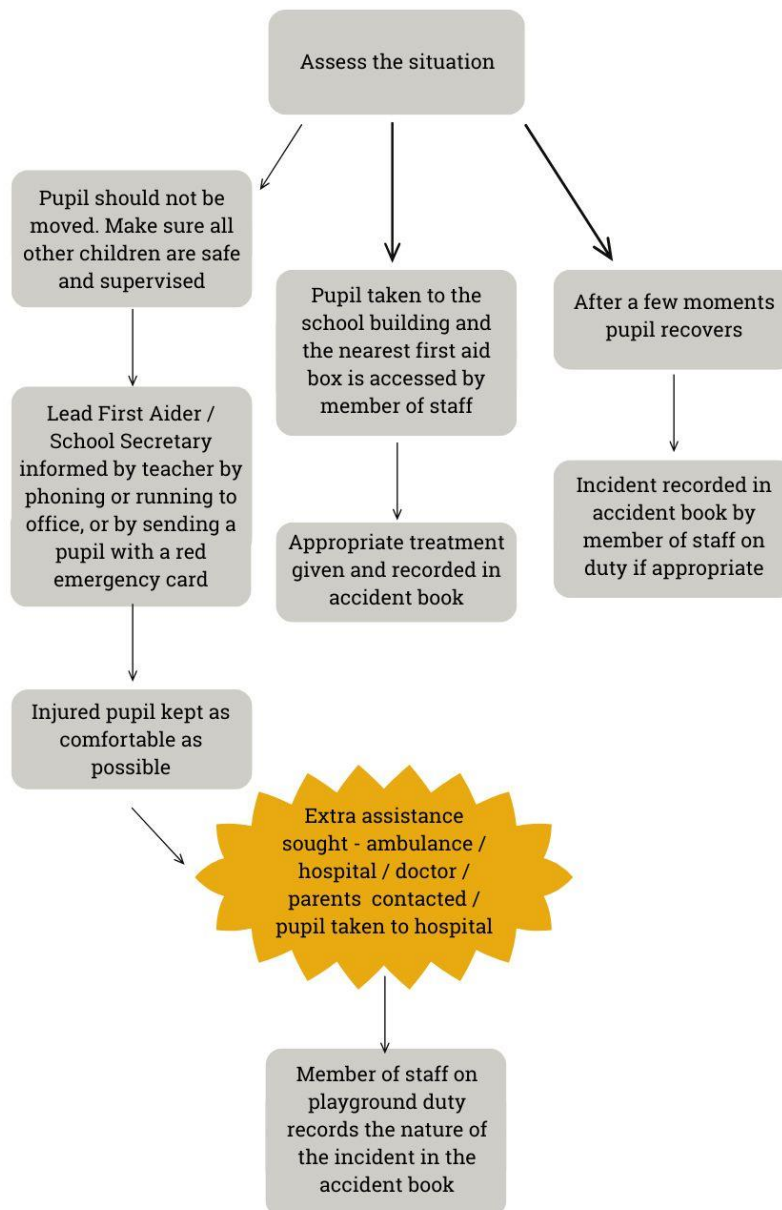 Assess the situation
Pupil should not be
moved. Make sure all
other children are safe
and supervised
Lead First Aider /
School Secretary
informed by teacher by
phoning or running to
office, or by sending a
pupil with a red
emergency card
Injured pupil kept as
comfortable as
possible
Extra assistance
sought - ambulance /
hospital / doctor /
parents contacted /
pupil taken to hospital
Member of staff on
playground duty
records the nature of
the incident in the
accident book
Pupil taken to the
school building and
the nearest first aid
box is accessed by
member of staff
Appropriate treatment
given and recorded in
accident book
After a few moments
pupil recovers
Incident recorded in
accident book by
member of staff on
duty if appropriate